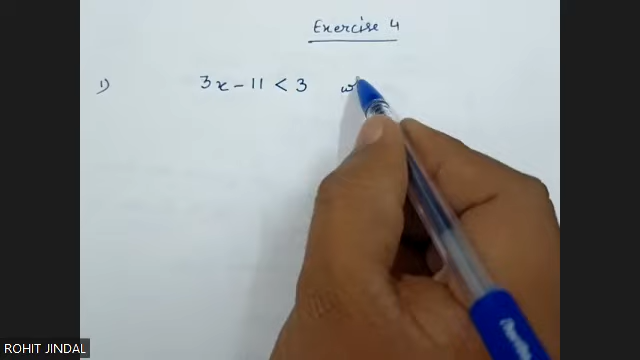 Exercise 4
1) 3x - 11 < 3
ROHIT JINDAL